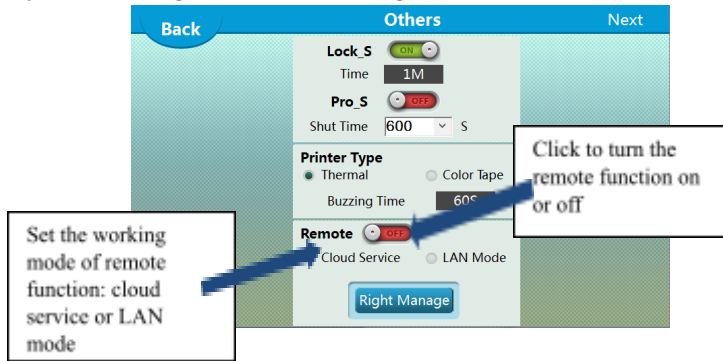 Back
Others
Next
Lock_S ON
Time 1M
Pro_S OFF
Shut Time 600 S
Printer Type
Thermal Color Tape
Buzzing Time 60S
Remote OFF
Cloud Service LAN Mode
Right Manage
Click to turn the
remote function on
or off
Set the working
mode of remote
function: cloud
service or LAN
mode